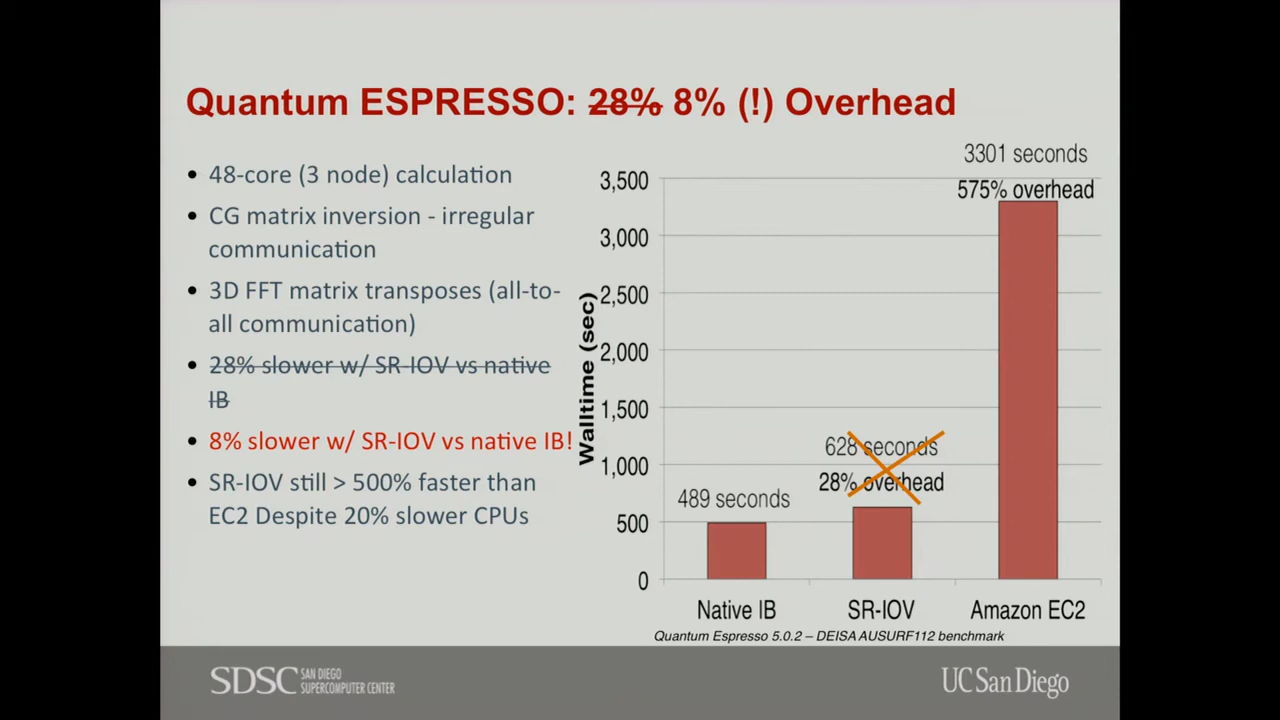 Quantum ESPRESSO: 28% 8% (!) Overhead
• 48-core (3 node) calculation
• CG matrix inversion - irregular
communication
• 3D FFT matrix transposes (all-to-
all communication)
• 28% slower w/ SR-IOV vs native
IB
• 8% slower w/ SR-IOV vs native IB!
• SR-IOV still > 500% faster than
EC2 Despite 20% slower CPUs
Walltime (sec)
3,500
3,000
2,500
2,000
1,500
1,000
500
0
489 seconds
628 seconds
28% overhead
3301 seconds
575% overhead
Native IB
SR-IOV
Amazon EC2
Quantum Espresso 5.0.2 – DEISA AUSURF112 benchmark
SDSC SAN DIEGO
SUPERCOMPUTER CENTER
UC San Diego